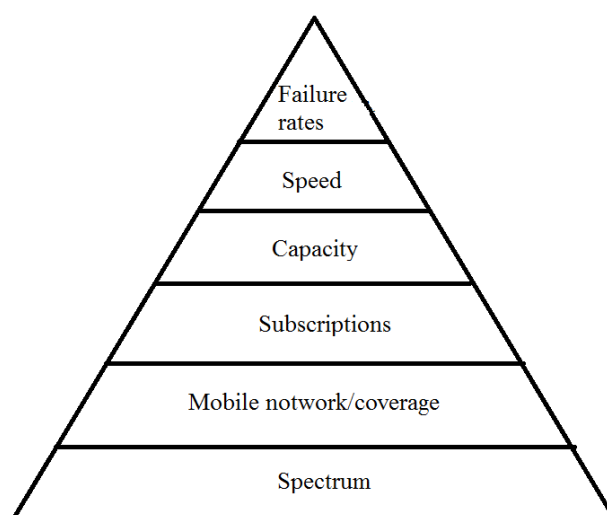 Failure
rates
Speed
Capacity
Subscriptions
Mobile notwork/coverage
Spectrum